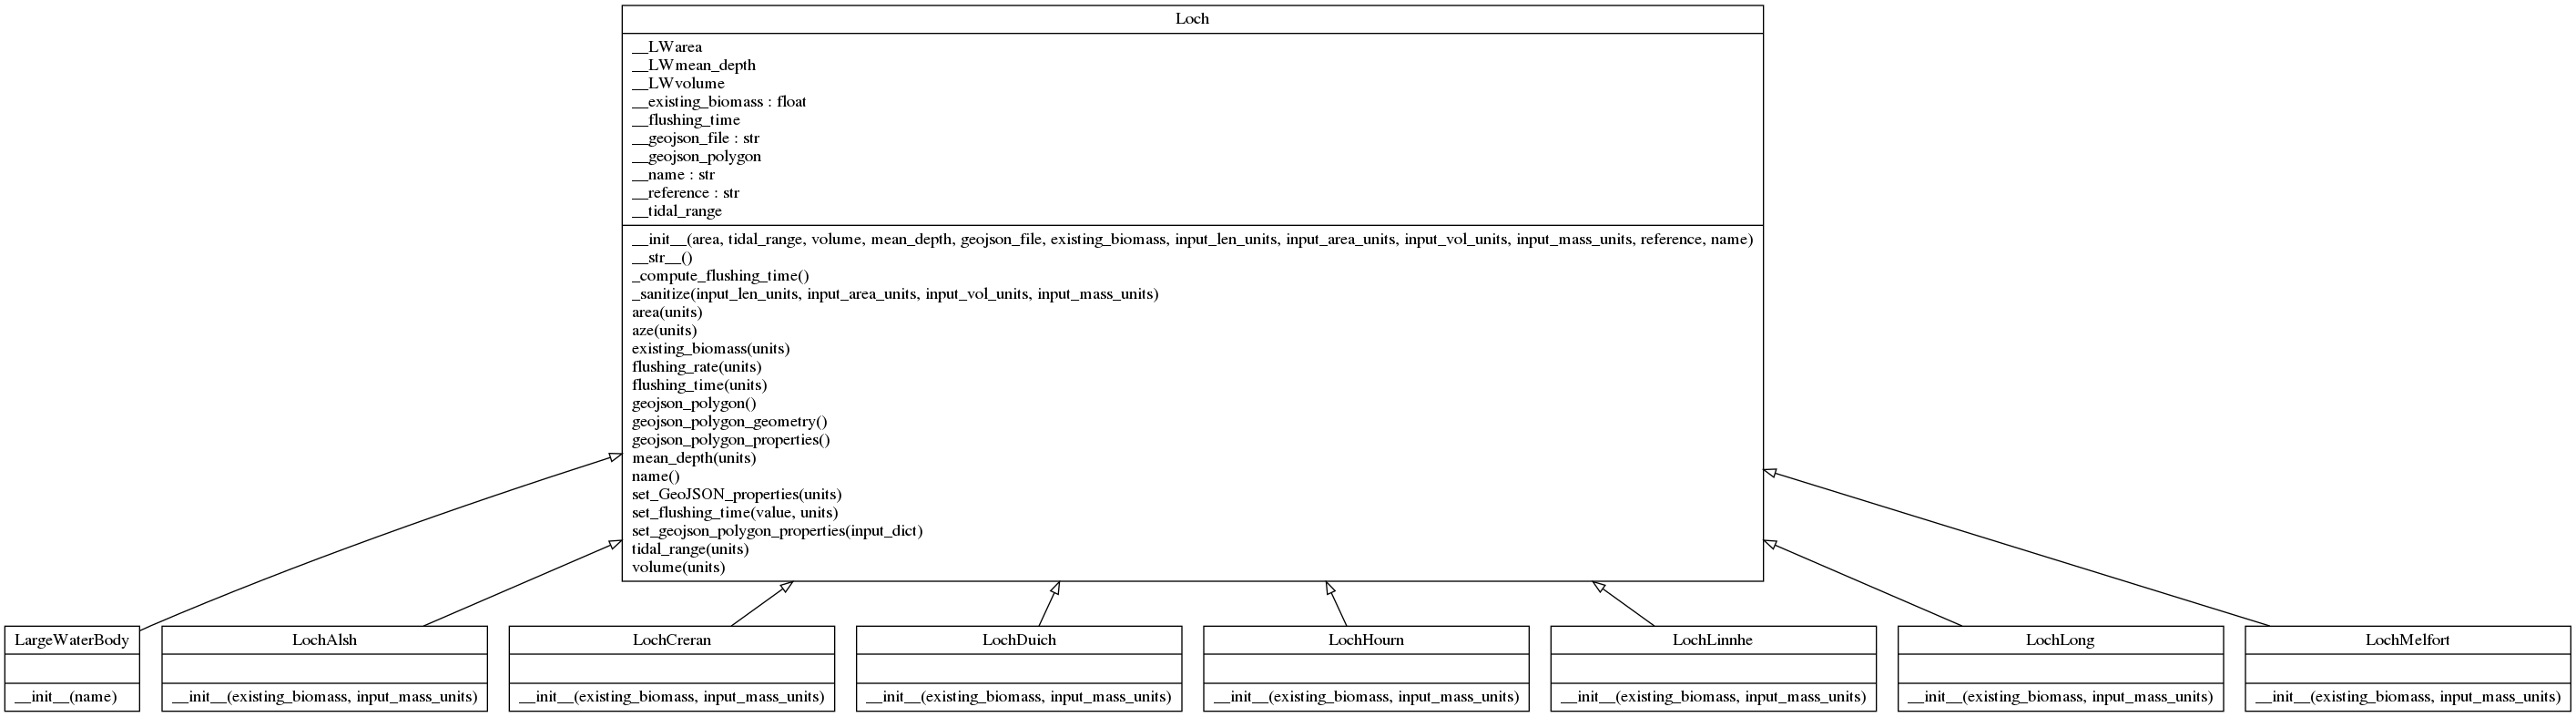 Loch
__LWarea
__LWmean_depth
__LWvolume
__existing_biomass : float
__flushing_time
__geojson_file : str
__geojson_polygon
__name : str
__reference : str
__tidal_range
__init__(area, tidal_range, volume, mean_depth, geojson_file, existing_biomass, input_len_units, input_area_units, input_vol_units, input_mass_units, reference, name)
__str__()
_compute_flushing_time()
_sanitize(input_len_units, input_area_units, input_vol_units, input_mass_units)
area(units)
aze(units)
existing_biomass(units)
flushing_rate(units)
flushing_time(units)
geojson_polygon()
geojson_polygon_geometry()
geojson_polygon_properties()
mean_depth(units)
name()
set_GeoJSON_properties(units)
set_flushing_time(value, units)
set_geojson_polygon_properties(input_dict)
tidal_range(units)
volume(units)
LargeWaterBody
__init__(name)
LochAlsh
__init__(existing_biomass, input_mass_units)
LochCreran
__init__(existing_biomass, input_mass_units)
LochDuich
__init__(existing_biomass, input_mass_units)
LochHourn
__init__(existing_biomass, input_mass_units)
LochLinnhe
__init__(existing_biomass, input_mass_units)
LochLong
__init__(existing_biomass, input_mass_units)
LochMelfort
__init__(existing_biomass, input_mass_units)